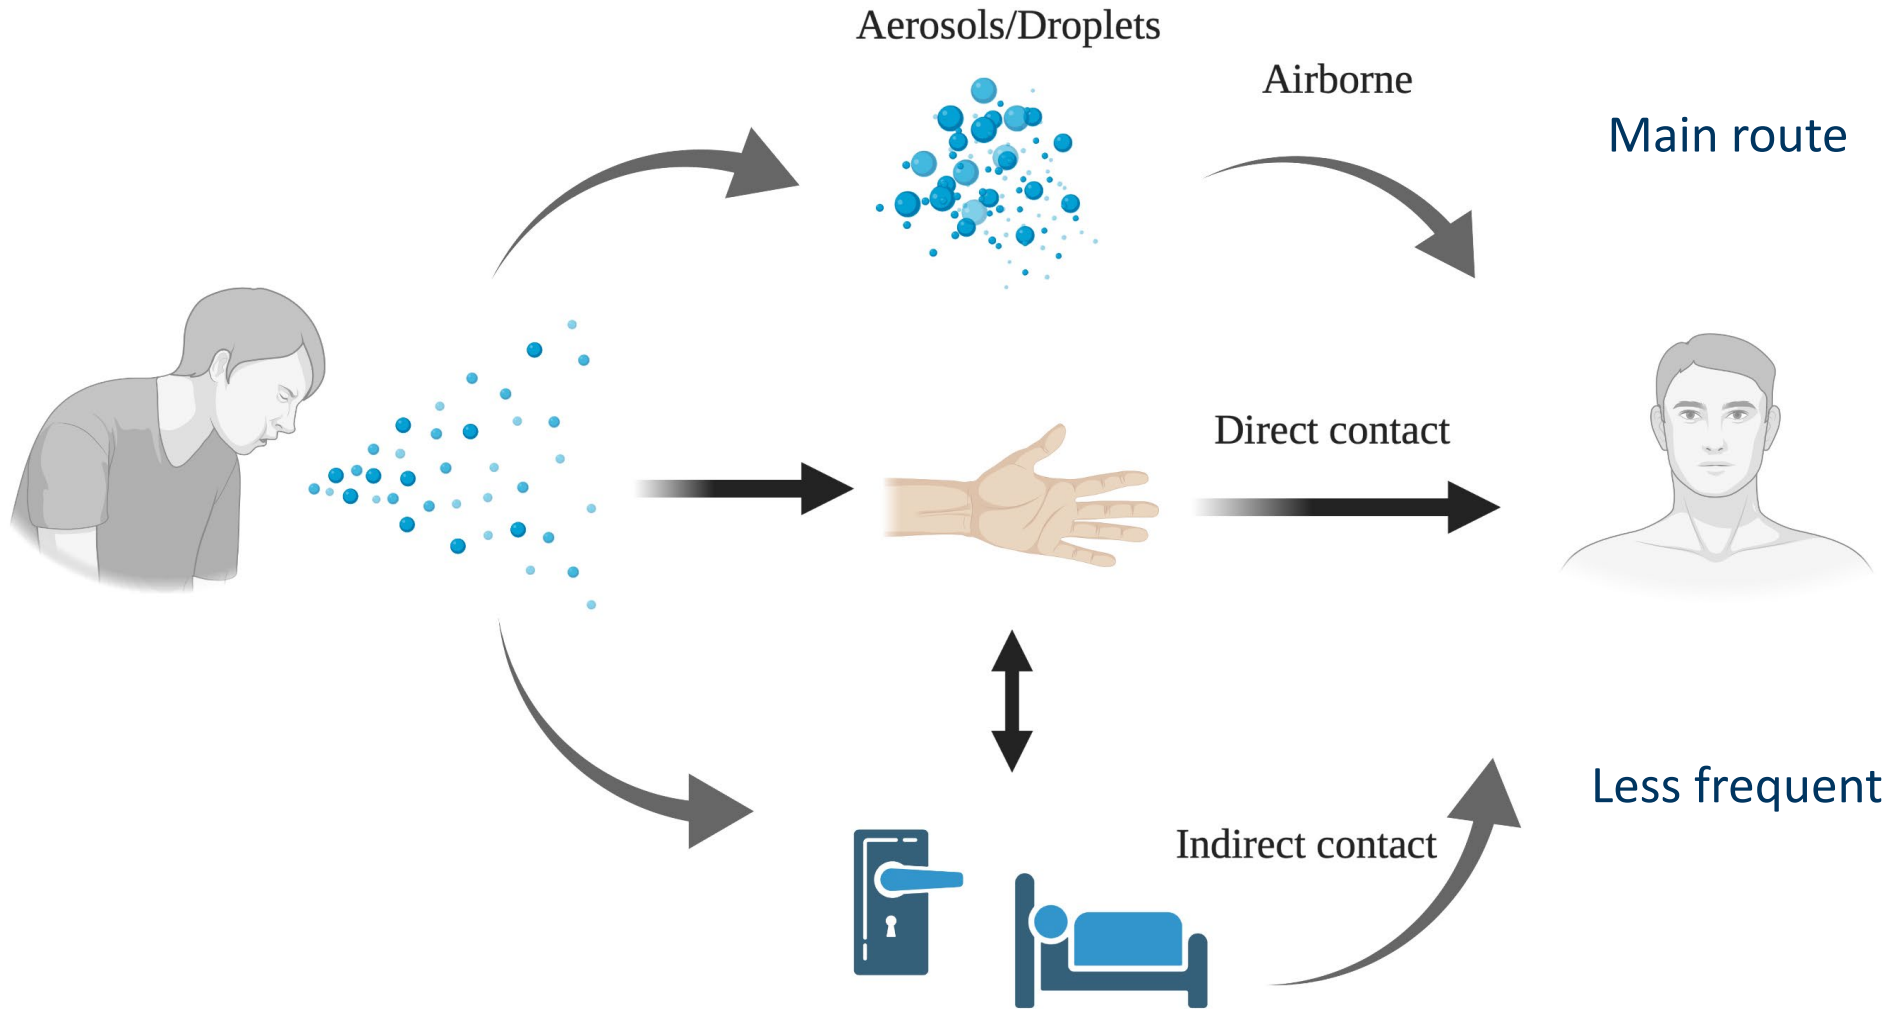 Aerosols/Droplets
Airborne
Main route
Direct contact
Less frequent
Indirect contact